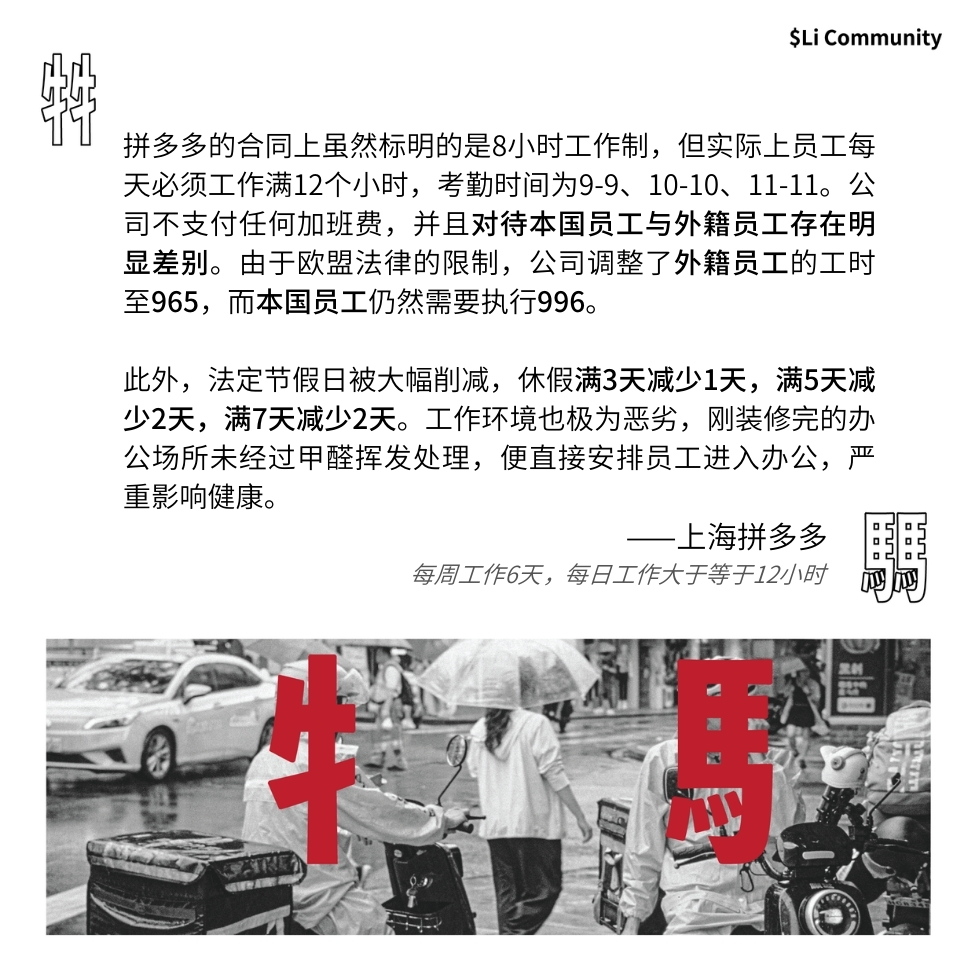 $Li Community
牛牛
拼多多的合同上虽然标明的是8小时工作制，但实际上员工每
天必须工作满12个小时，考勤时间为9-9、10-10、11-11。公
司不支付任何加班费，并且对待本国员工与外籍员工存在明
显差别。由于欧盟法律的限制，公司调整了外籍员工的工时
至965，而本国员工仍然需要执行996。
此外，法定节假日被大幅削减，休假满3天减少1天，满5天减
少2天，满7天减少2天。工作环境也极为恶劣，刚装修完的办
公场所未经过甲醛挥发处理，便直接安排员工进入办公，严
重影响健康。
——上海拼多多
每周工作6天，每日工作大于等于12小时
馬馬
牛 馬